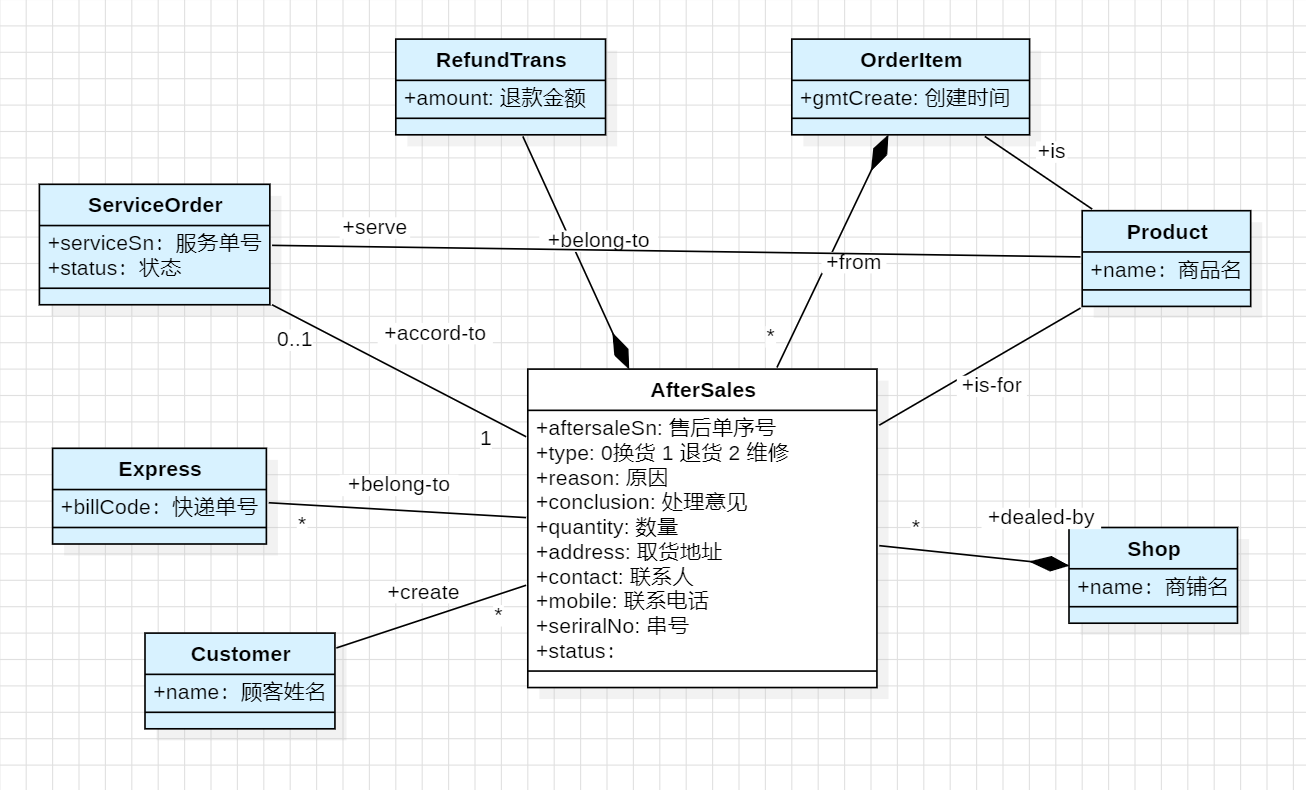 RefundTrans
+amount: 退款金额
OrderItem
+gmtCreate: 创建时间
+is
ServiceOrder
+serviceSn: 服务单号
+status: 状态
+serve
+belong-to
+from
Product
+name: 商品名
0..1
+accord-to
*
1
+is-for
AfterSales
+aftersaleSn: 售后单序号
+type: 0换货 1 退货 2 维修
+reason: 原因
+conclusion: 处理意见
+quantity: 数量
+address: 取货地址
+contact: 联系人
+mobile: 联系电话
+seriralNo: 串号
+status:
Express
+billCode: 快递单号
+belong-to
*
*
+dealed-by
Shop
+name: 商铺名
+create
*
Customer
+name: 顾客姓名